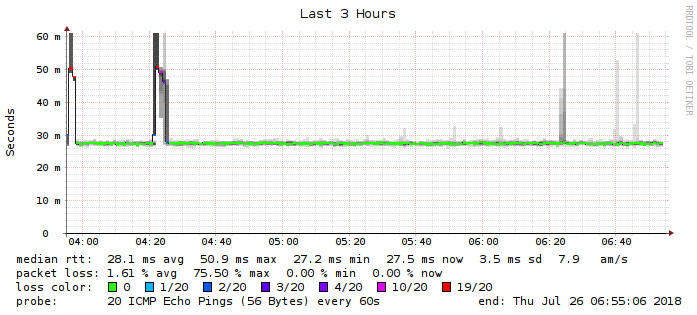 Last 3 Hours
RRDTOOL / TOBI OETIKER
Seconds
60 m
50 m
40 m
30 m
20 m
10 m
0
04:00 04:20 04:40 05:00 05:20 05:40 06:00 06:20 06:40
median rtt: 28.1 ms avg 50.9 ms max 27.2 ms min 27.5 ms now 3.5 ms sd 7.9 am/s
packet loss: 1.61 % avg 75.50 % max 0.00 % min 0.00 % now
loss color: 0 1/20 2/20 3/20 4/20 10/20 19/20
probe: 20 ICMP Echo Pings (56 Bytes) every 60s end: Thu Jul 26 06:55:06 2018